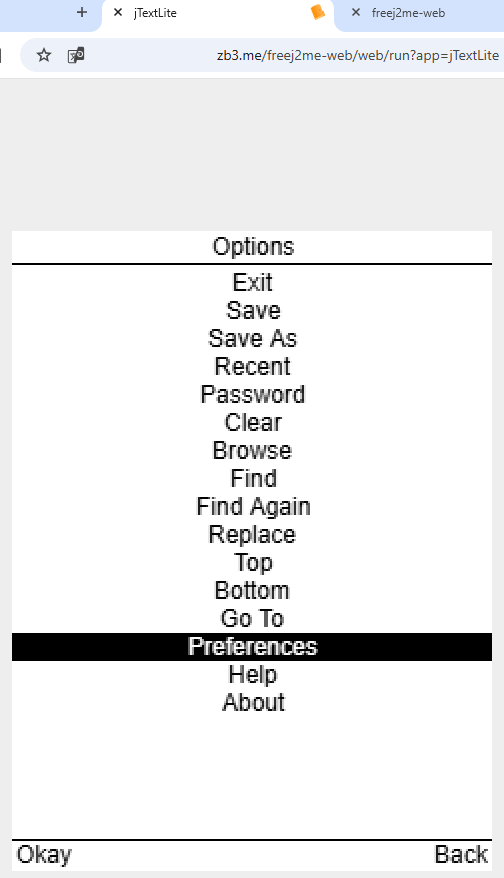 jTextLite
freej2me-web
zb3.me/freej2me-web/web/run?app=jTextLite
Options
Exit
Save
Save As
Recent
Password
Clear
Browse
Find
Find Again
Replace
Top
Bottom
Go To
Preferences
Help
About
Okay Back